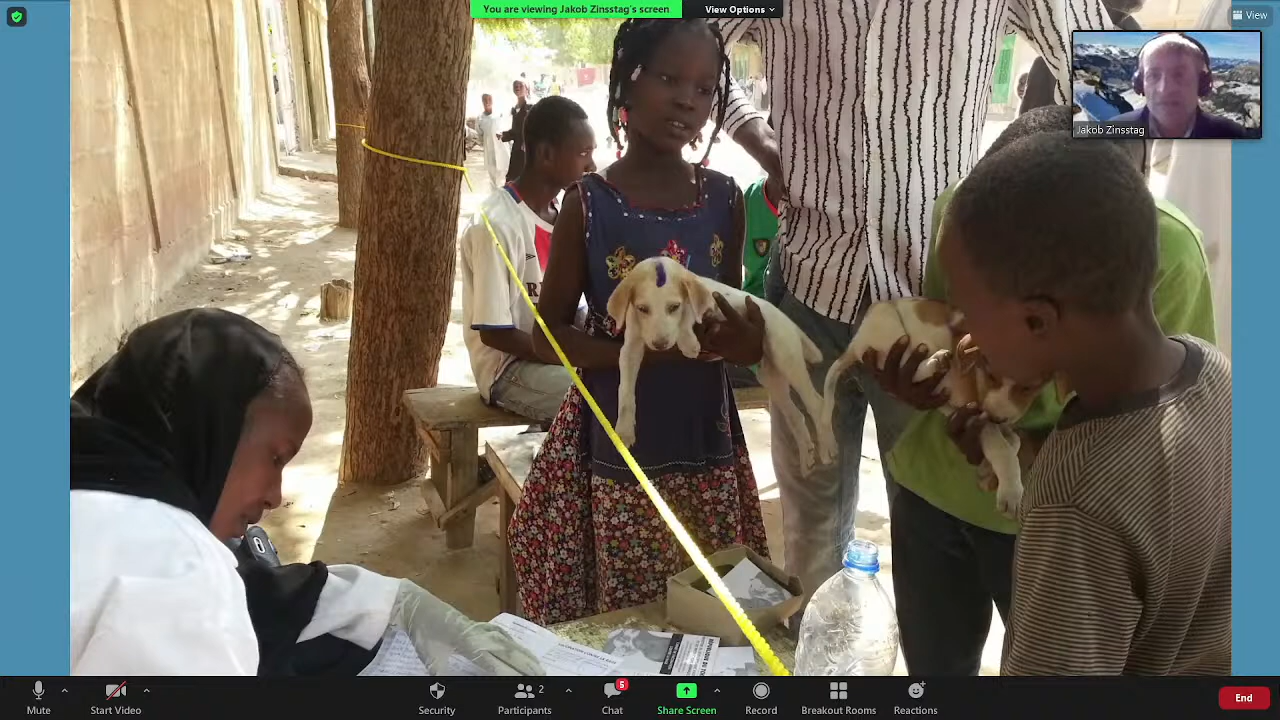 You are viewing Jakob Zinsstag's screen
View Options
View
Jakob Zinsstag
Mute
Start Video
Security
2
Participants
5
Chat
Share Screen
Record
Breakout Rooms
Reactions
End